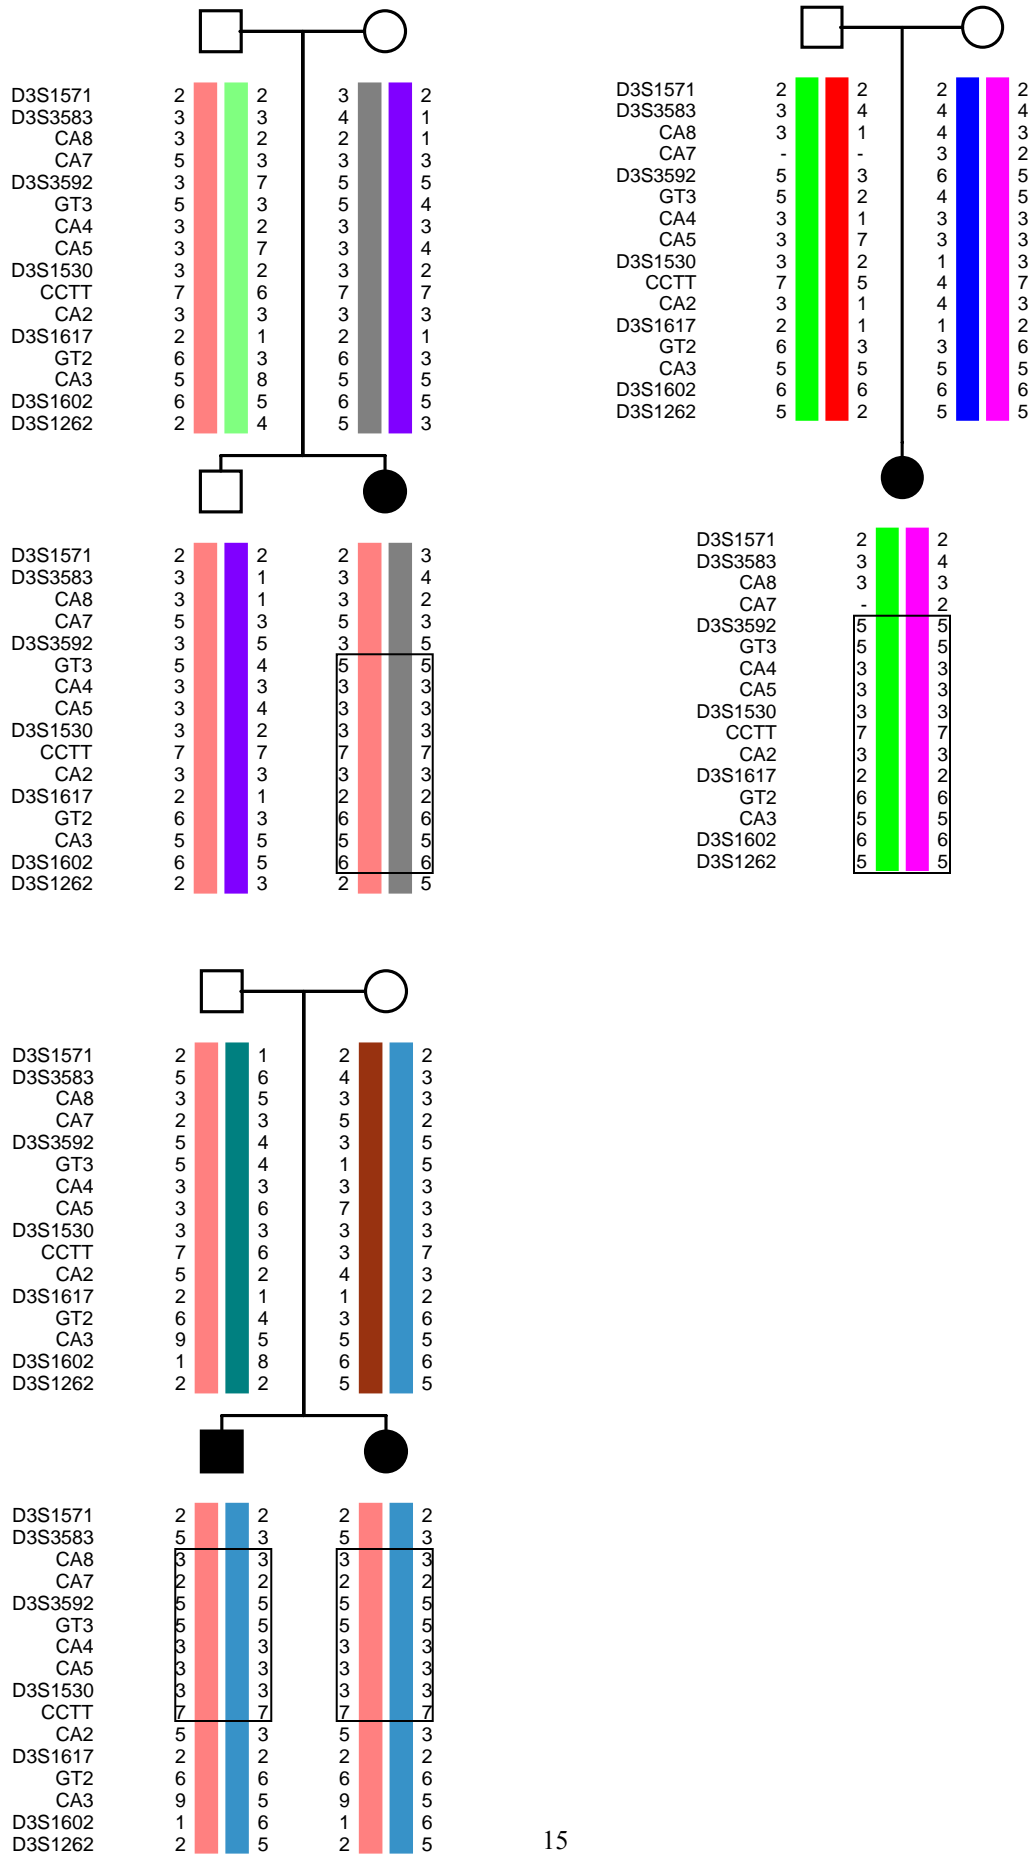 D3S1571 2 2 3 2
D3S3583 3 3 4 1
CA8 3 2 2 1
CA7 5 3 3 3
D3S3592 3 7 5 5
GT3 5 3 5 4
CA4 3 2 3 3
CA5 3 7 3 4
D3S1530 3 2 3 2
CCTT 7 6 7 7
CA2 3 3 3 3
D3S1617 2 1 2 1
GT2 6 3 6 3
CA3 5 8 5 5
D3S1602 6 5 6 5
D3S1262 2 4 5 3
D3S1571 2 2 2 3
D3S3583 3 1 3 4
CA8 3 1 3 2
CA7 5 3 5 3
D3S3592 3 5 3 5
GT3 5 4 5 5
CA4 3 3 3 3
CA5 3 4 3 3
D3S1530 3 2 3 3
CCTT 7 7 7 7
CA2 3 3 3 3
D3S1617 2 1 2 2
GT2 6 3 6 6
CA3 5 5 5 5
D3S1602 6 5 6 6
D3S1262 2 3 2 5
D3S1571 2 2 2 2
D3S3583 3 4 4 4
CA8 3 1 4 3
CA7 - - 3 2
D3S3592 5 3 6 5
GT3 5 2 4 5
CA4 3 1 3 3
CA5 3 7 3 3
D3S1530 3 2 1 3
CCTT 7 5 4 7
CA2 3 1 4 3
D3S1617 2 1 1 2
GT2 6 3 3 6
CA3 5 5 5 5
D3S1602 6 6 6 6
D3S1262 5 2 5 5
D3S1571 2 2
D3S3583 3 4
CA8 3 3
CA7 - 2
D3S3592 5 5
GT3 5 5
CA4 3 3
CA5 3 3
D3S1530 3 3
CCTT 7 7
CA2 3 3
D3S1617 2 2
GT2 6 6
CA3 5 5
D3S1602 6 6
D3S1262 5 5
D3S1571 2 1 2 2
D3S3583 5 6 4 3
CA8 3 5 3 3
CA7 2 3 5 2
D3S3592 5 4 3 5
GT3 5 4 1 5
CA4 3 3 3 3
CA5 3 6 7 3
D3S1530 3 3 3 3
CCTT 7 6 3 7
CA2 5 2 4 3
D3S1617 2 1 1 2
GT2 6 4 3 6
CA3 9 5 5 5
D3S1602 1 8 6 6
D3S1262 2 2 5 5
D3S1571 2 2 2 2
D3S3583 5 3 5 3
CA8 3 3 3 3
CA7 2 2 2 2
D3S3592 5 5 5 5
GT3 5 5 5 5
CA4 3 3 3 3
CA5 3 3 3 3
D3S1530 3 3 3 3
CCTT 7 7 7 7
CA2 5 3 5 3
D3S1617 2 2 2 2
GT2 6 6 6 6
CA3 9 5 9 5
D3S1602 1 6 1 6
D3S1262 2 5 2 5
15